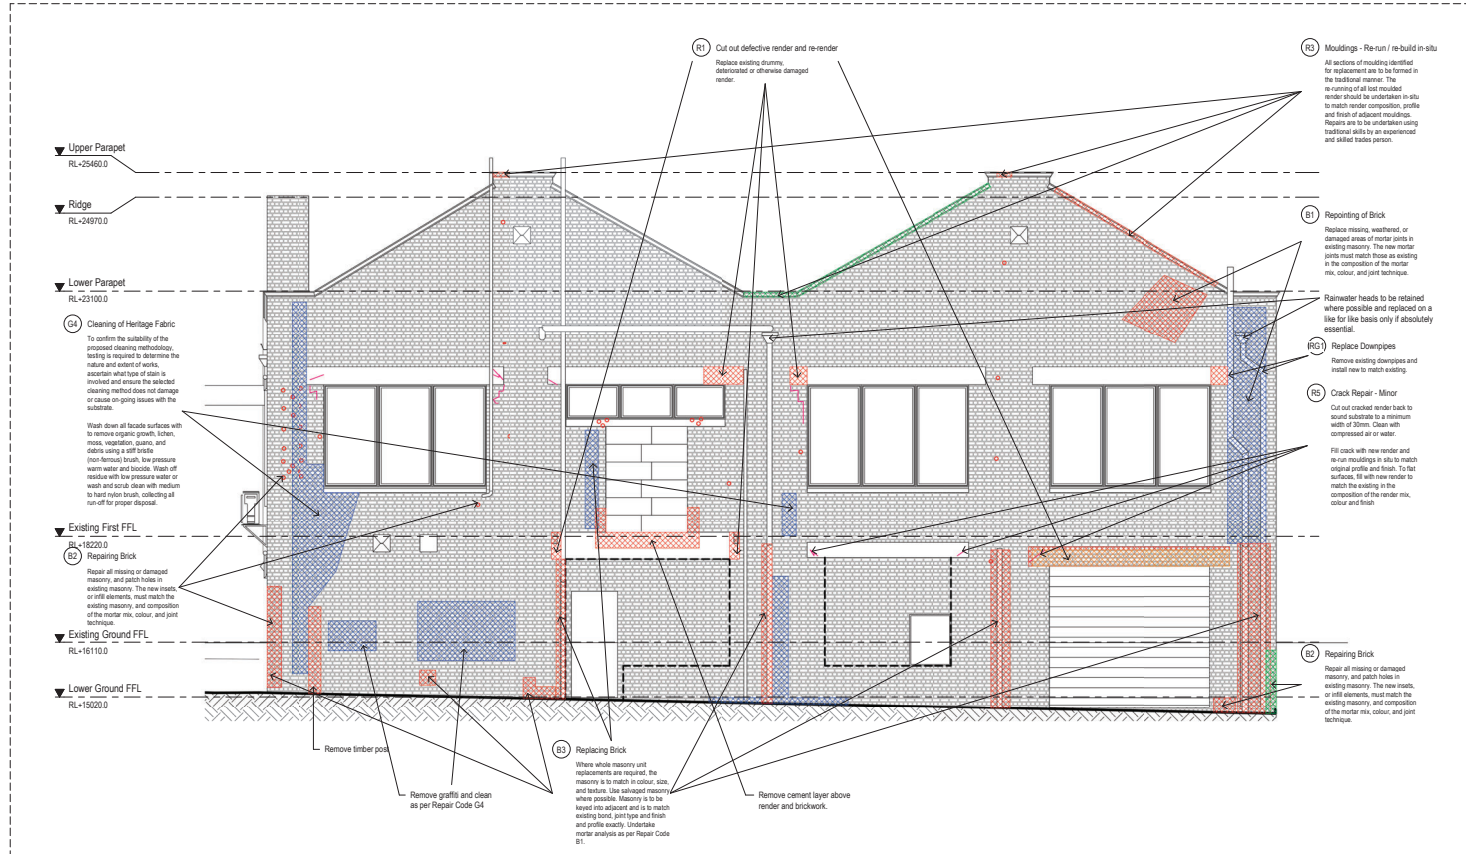 R1 Cut out defective render and re-render
Replace existing drummy,
deteriorated or otherwise damaged
render.
R3 Mouldings - Re-run / re-build in-situ
All sections of moulding identified
for replacement are to be formed in
the traditional manner. The
re-running of all lost moulded
render should be undertaken in-situ
to match render composition, profile
and finish of adjacent mouldings.
Repairs are to be undertaken using
traditional skills by an experienced
and skilled trades person.
Upper Parapet
RL+25460.0
Ridge
RL+24970.0
Lower Parapet
RL+23100.0
B1 Repointing of Brick
Replace missing, weathered, or
damaged areas of mortar joints in
existing masonry. The new mortar
joints must match those as existing
in the composition of the mortar
mix, colour, and joint technique.
Rainwater heads to be retained
where possible and replaced on a
like for like basis only if absolutely
essential.
RG1 Replace Downpipes
Remove existing downpipes and
install new to match existing.
R5 Crack Repair - Minor
Cut out cracked render back to
sound substrate to a minimum
width of 30mm. Clean with
compressed air or water.
Fill crack with new render and
re-run mouldings in situ to match
original profile and finish. To flat
surfaces, fill with new render to
match the existing in the
composition of the render mix,
colour and finish
G4 Cleaning of Heritage Fabric
To confirm the suitability of the
proposed cleaning methodology,
testing is required to determine the
nature and extent of works,
ascertain what type of stain is
involved and ensure the selected
cleaning method does not damage
or cause on-going issues with the
substrate.
Wash down all facade surfaces with
to remove organic growth, lichen,
moss, vegetation, guano, and
debris using a stiff bristle
(non-ferrous) brush, low pressure
warm water and biocide. Wash off
residue with low pressure water or
wash and scrub clean with medium
to hard nylon brush, collecting all
run-off for proper disposal.
Existing First FFL
RL+18220.0
B2 Repairing Brick
Repair all missing or damaged
masonry, and patch holes in
existing masonry. The new insets,
or infill elements, must match the
existing masonry, and composition
of the mortar mix, colour, and joint
technique.
Existing Ground FFL
RL+16110.0
Lower Ground FFL
RL+15020.0
B2 Repairing Brick
Repair all missing or damaged
masonry, and patch holes in
existing masonry. The new insets,
or infill elements, must match the
existing masonry, and composition
of the mortar mix, colour, and joint
technique.
Remove timber post
Remove graffiti and clean
as per Repair Code G4
B3 Replacing Brick
Where whole masonry unit
replacements are required, the
masonry is to match in colour, size,
and texture. Use salvaged masonry
where possible. Masonry is to be
keyed into adjacent and is to match
existing bond, joint type and finish
and profile exactly. Undertake
mortar analysis as per Repair Code
B1.
Remove cement layer above
render and brickwork.